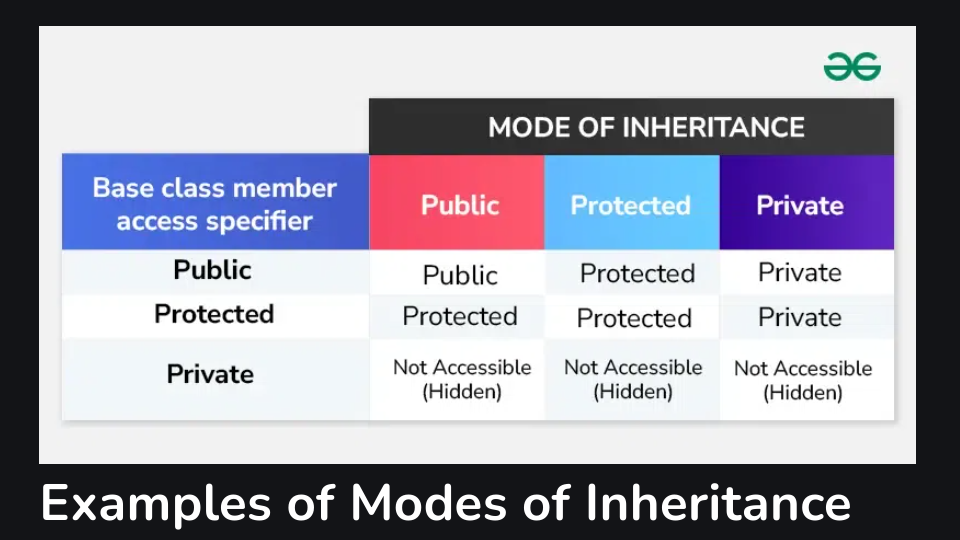 MODE OF INHERITANCE
Base class member
access specifier
Public
Protected
Private
Public
Public
Protected
Private
Protected
Protected
Protected
Private
Private
Not Accessible
(Hidden)
Not Accessible
(Hidden)
Not Accessible
(Hidden)
Examples of Modes of Inheritance